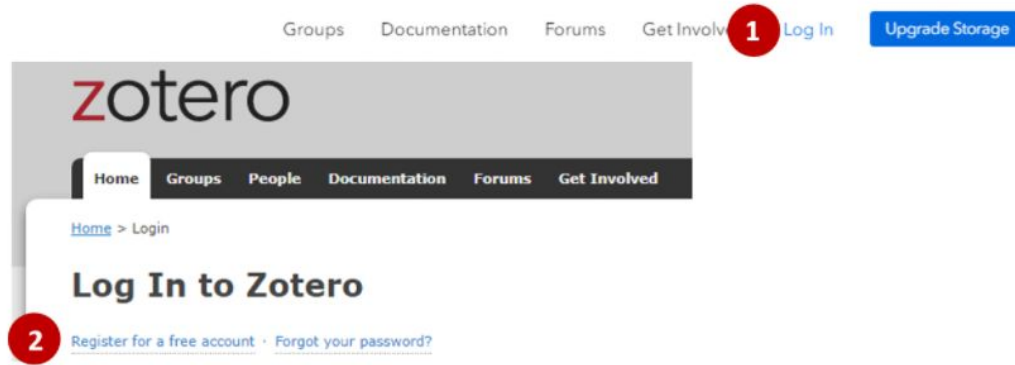 Groups Documentation Forums Get Involv 1 Log In Upgrade Storage
zotero
Home Groups People Documentation Forums Get Involved
Home > Login
Log In to Zotero
2 Register for a free account · Forgot your password?